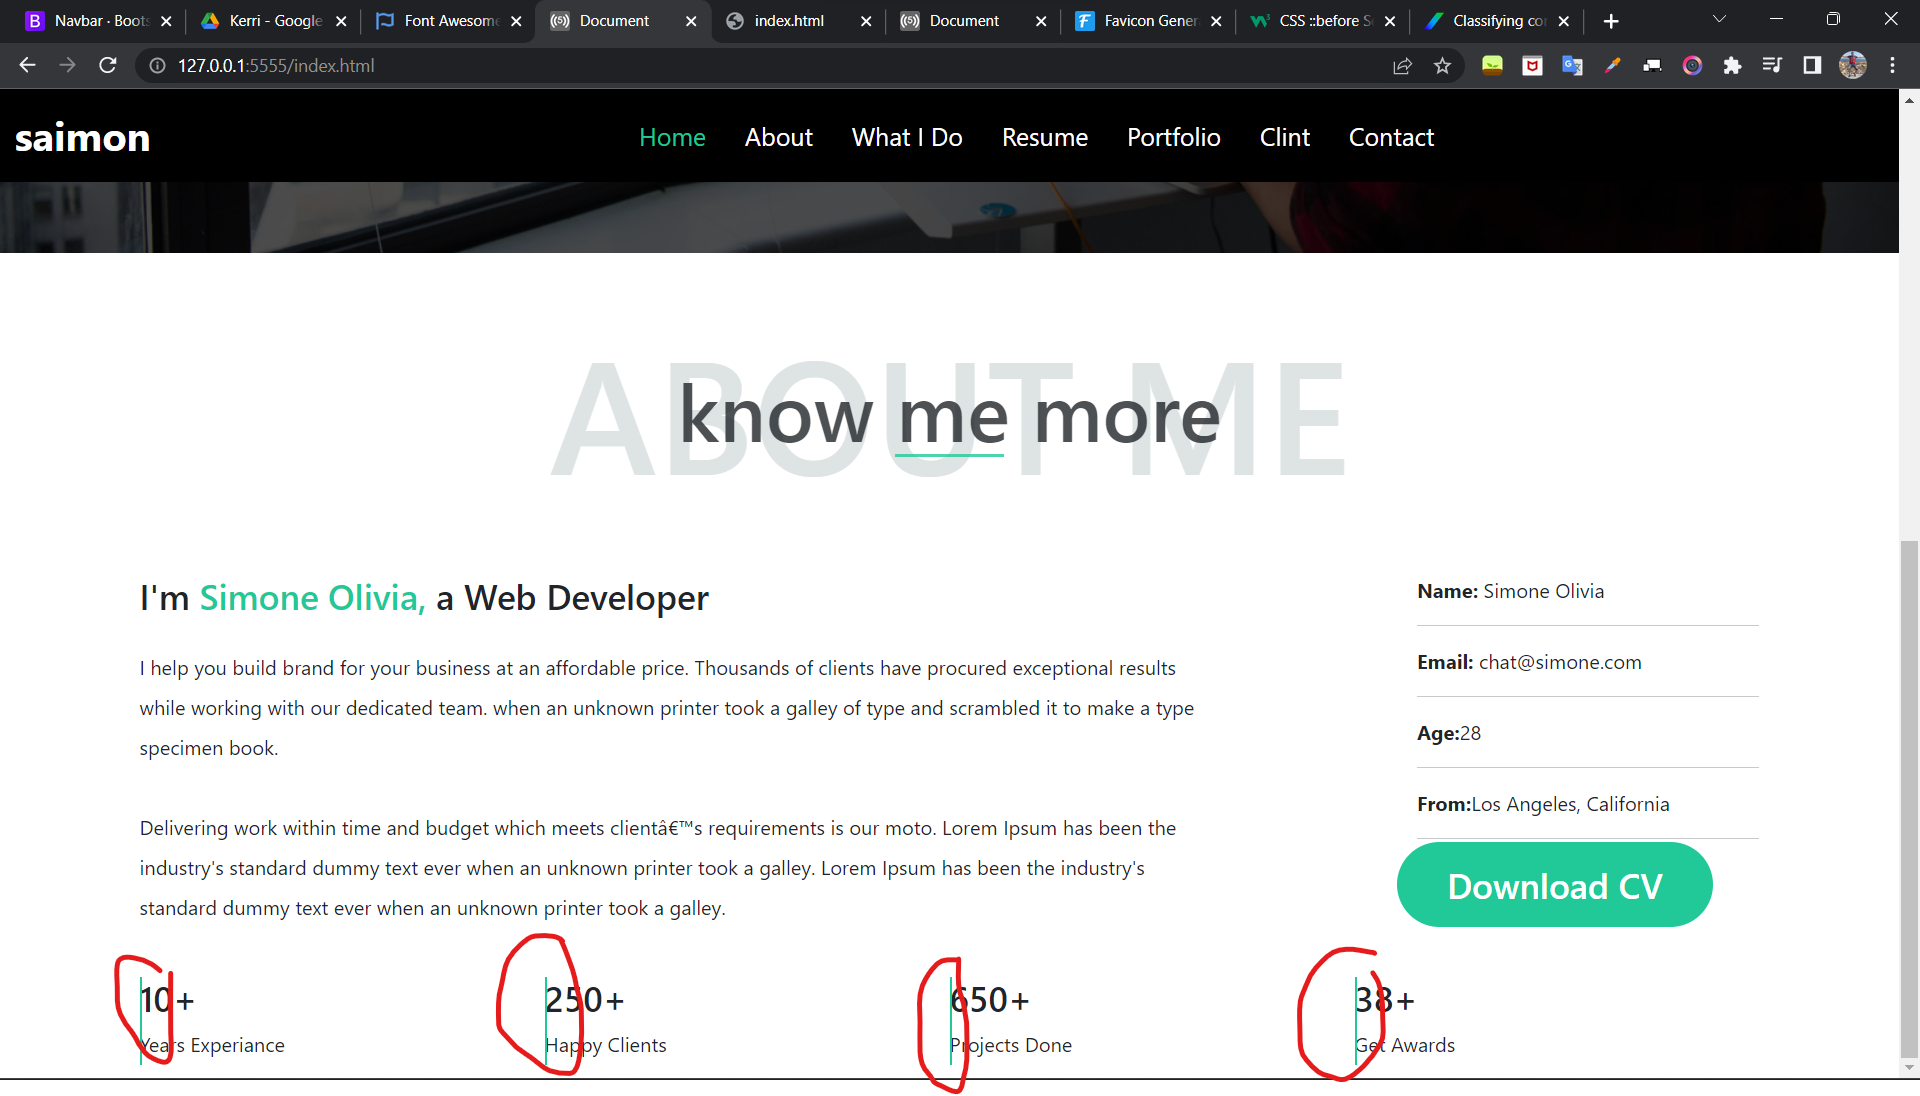 Navbar · Boots
Kerri - Google
Font Awesome
Document
index.html
Document
Favicon Gener
CSS ::before Se
Classifying co
127.0.0.1:5555/index.html
saimon
Home About What I Do Resume Portfolio Clint Contact
ABOUT ME
know me more
I'm Simone Olivia, a Web Developer
I help you build brand for your business at an affordable price. Thousands of clients have procured exceptional results
while working with our dedicated team. when an unknown printer took a galley of type and scrambled it to make a type
specimen book.
Delivering work within time and budget which meets clientâ€™s requirements is our moto. Lorem Ipsum has been the
industry's standard dummy text ever when an unknown printer took a galley. Lorem Ipsum has been the industry's
standard dummy text ever when an unknown printer took a galley.
Name: Simone Olivia
Email: chat@simone.com
Age:28
From:Los Angeles, California
Download CV
10+
Years Experiance
250+
Happy Clients
650+
Projects Done
38+
Get Awards